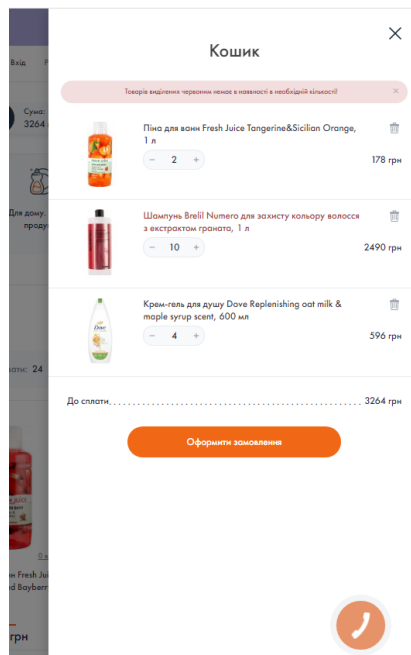 Кошик
Вхід
Товарів виділених червоним немає в наявності в необхідній кількості!
Сума:
3264
Піна для ванн Fresh Juice Tangerine&Sicilian Orange,
1 л
2
178 грн
Для дому.
Шампунь Brelil Numero для захисту кольору волосся
з екстрактом граната, 1 л
10
2490 грн
Крем-гель для душу Dove Replenishing oat milk &
maple syrup scent, 600 мл
4
596 грн
24
До сплати 3264 грн
Оформити замовлення
Fresh Jui
d Bayberr
грн